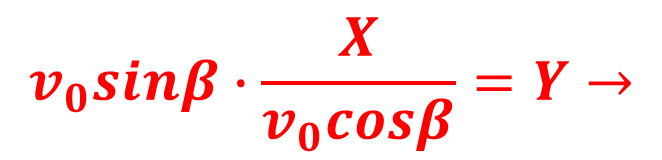 v₀sinβ · X / v₀cosβ = Y →